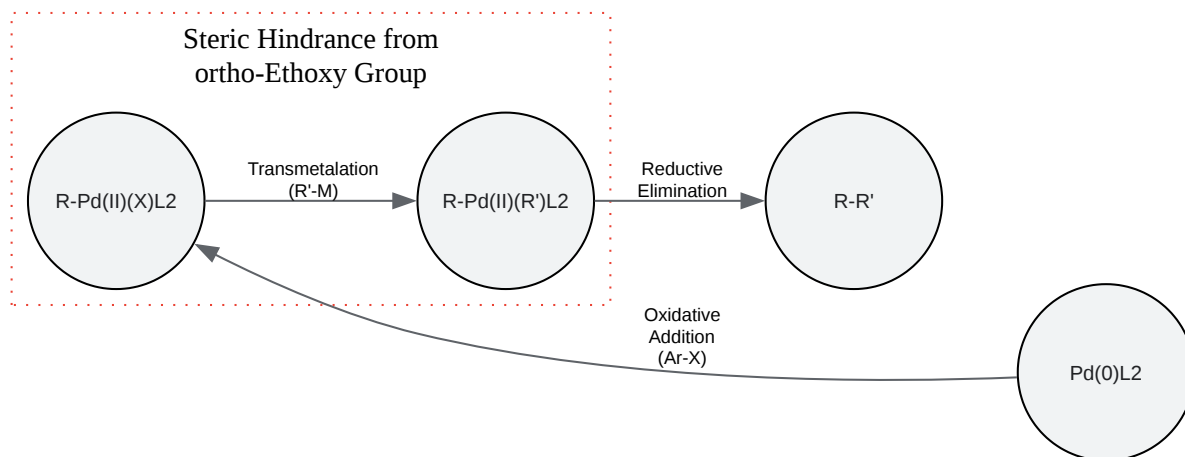 Steric Hindrance from
ortho-Ethoxy Group
R-Pd(II)(X)L2
Transmetalation
(R'-M)
R-Pd(II)(R')L2
Reductive
Elimination
R-R'
Oxidative
Addition
(Ar-X)
Pd(0)L2